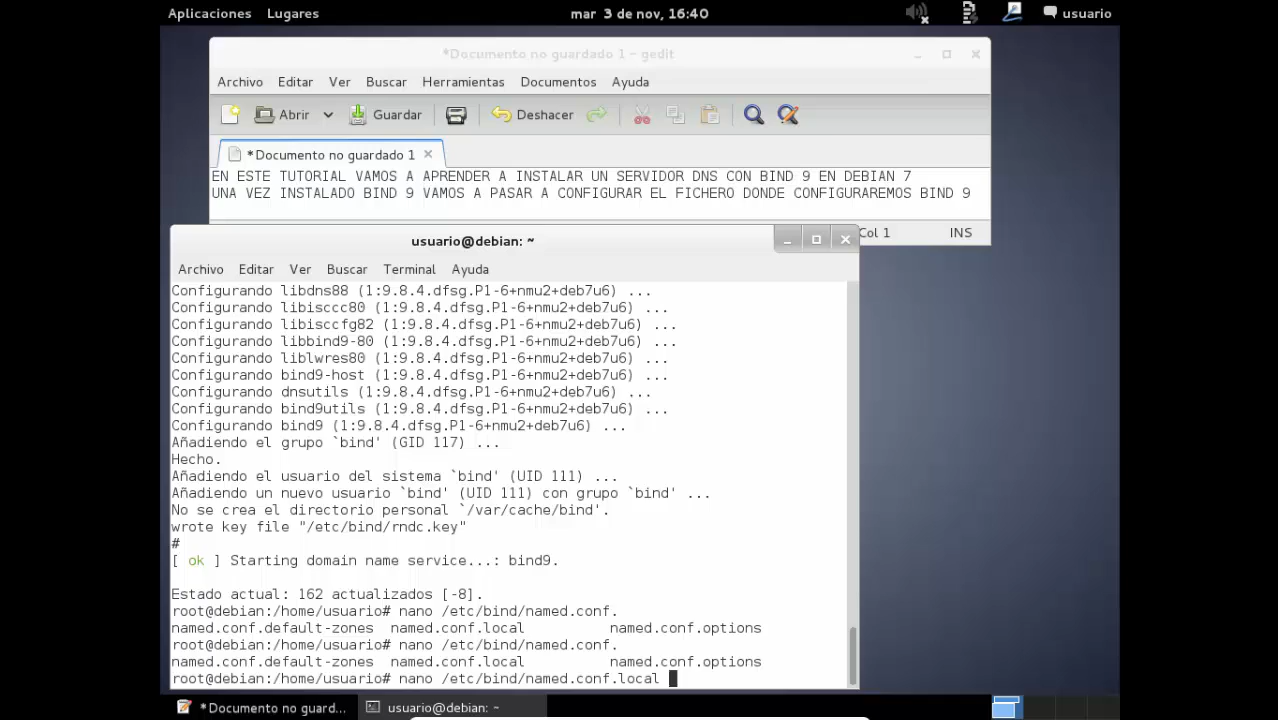 Aplicaciones Lugares mar 3 de nov, 16:40 usuario
*Documento no guardado 1 - gedit
Archivo Editar Ver Buscar Herramientas Documentos Ayuda
Abrir Guardar Deshacer
*Documento no guardado 1
EN ESTE TUTORIAL VAMOS A APRENDER A INSTALAR UN SERVIDOR DNS CON BIND 9 EN DEBIAN 7
UNA VEZ INSTALADO BIND 9 VAMOS A PASAR A CONFIGURAR EL FICHERO DONDE CONFIGURAREMOS BIND 9
Col 1 INS
usuario@debian: ~
Archivo Editar Ver Buscar Terminal Ayuda
Configurando libdns88 (1:9.8.4.dfsg.P1-6+nmu2+deb7u6) ...
Configurando libisccc80 (1:9.8.4.dfsg.P1-6+nmu2+deb7u6) ...
Configurando libisccfg82 (1:9.8.4.dfsg.P1-6+nmu2+deb7u6) ...
Configurando libbind9-80 (1:9.8.4.dfsg.P1-6+nmu2+deb7u6) ...
Configurando liblwres80 (1:9.8.4.dfsg.P1-6+nmu2+deb7u6) ...
Configurando bind9-host (1:9.8.4.dfsg.P1-6+nmu2+deb7u6) ...
Configurando dnsutils (1:9.8.4.dfsg.P1-6+nmu2+deb7u6) ...
Configurando bind9utils (1:9.8.4.dfsg.P1-6+nmu2+deb7u6) ...
Configurando bind9 (1:9.8.4.dfsg.P1-6+nmu2+deb7u6) ...
Añadiendo el grupo `bind' (GID 117) ...
Hecho.
Añadiendo el usuario del sistema `bind' (UID 111) ...
Añadiendo un nuevo usuario `bind' (UID 111) con grupo `bind' ...
No se crea el directorio personal `/var/cache/bind'.
wrote key file "/etc/bind/rndc.key"
#
[ ok ] Starting domain name service...: bind9.
Estado actual: 162 actualizados [-8].
root@debian:/home/usuario# nano /etc/bind/named.conf.
named.conf.default-zones named.conf.local named.conf.options
root@debian:/home/usuario# nano /etc/bind/named.conf.
named.conf.default-zones named.conf.local named.conf.options
root@debian:/home/usuario# nano /etc/bind/named.conf.local
*Documento no guard... usuario@debian: ~